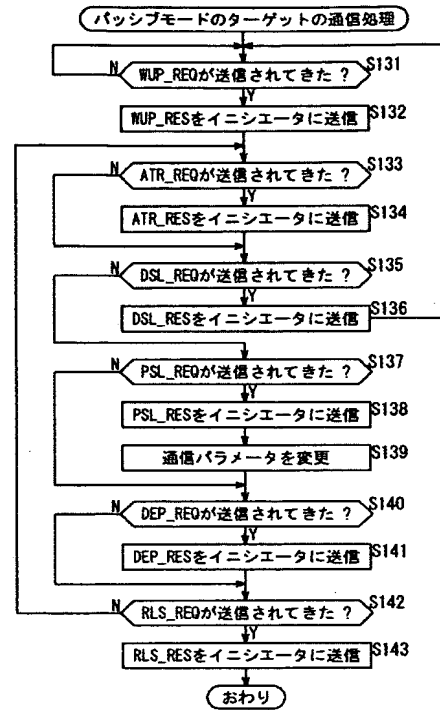 パッシブモードのターゲットの通信処理
N
WUP_REQが送信されてきた ?
S131
Y
WUP_RESをイニシエータに送信
S132
ATR_REQが送信されてきた ?
S133
N
Y
ATR_RESをイニシエータに送信
S134
N
DSL_REQが送信されてきた ?
S135
Y
DSL_RESをイニシエータに送信
S136
PSL_REQが送信されてきた ?
S137
N
Y
PSL_RESをイニシエータに送信
S138
通信パラメータを変更
S139
DEP_REQが送信されてきた ?
S140
N
Y
DEP_RESをイニシエータに送信
S141
N
RLS_REQが送信されてきた ?
S142
Y
RLS_RESをイニシエータに送信
S143
おわり